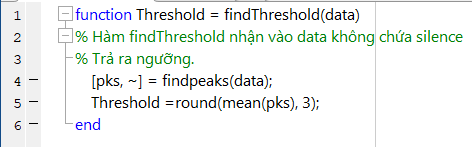 1 function Threshold = findThreshold(data)
2 % Hàm findThreshold nhận vào data không chứa silence
3 % Trả ra ngưỡng.
4 [pks, ~] = findpeaks(data);
5 Threshold =round(mean(pks), 3);
6 end